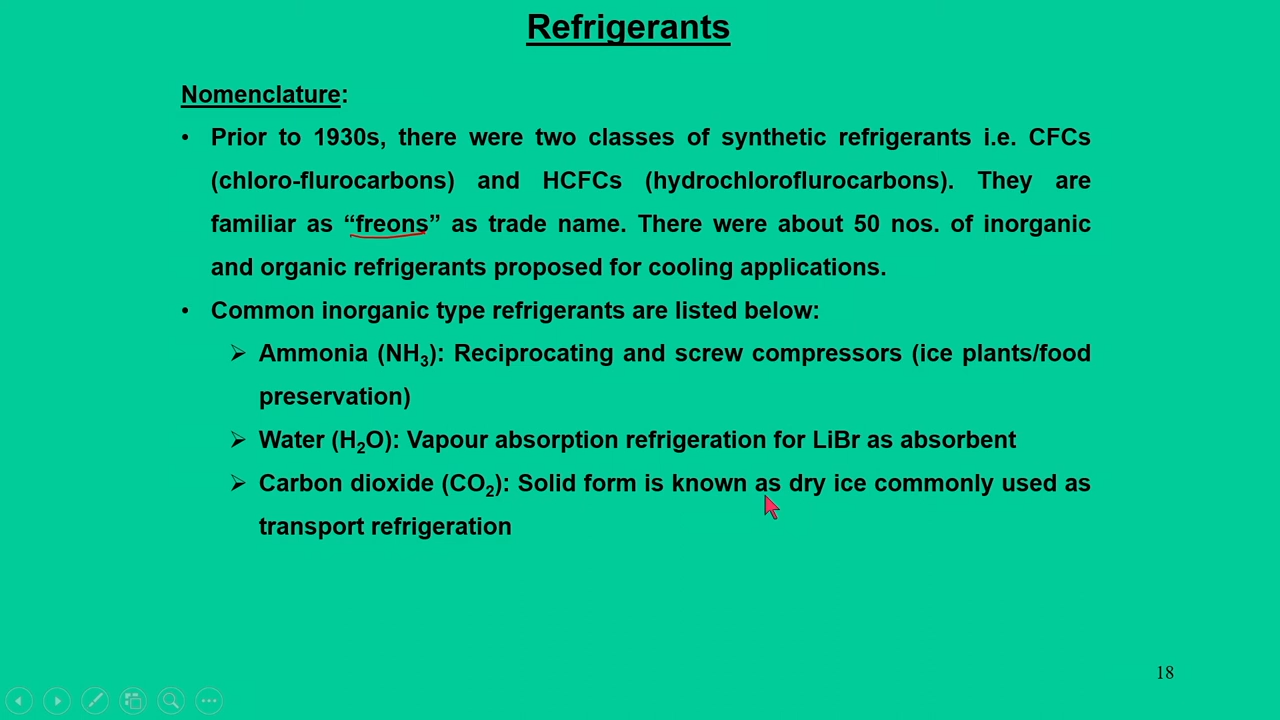 Refrigerants
Nomenclature:
• Prior to 1930s, there were two classes of synthetic refrigerants i.e. CFCs
(chloro-flurocarbons) and HCFCs (hydrochloroflurocarbons). They are
familiar as “freons” as trade name. There were about 50 nos. of inorganic
and organic refrigerants proposed for cooling applications.
• Common inorganic type refrigerants are listed below:
➢ Ammonia (NH₃): Reciprocating and screw compressors (ice plants/food
preservation)
➢ Water (H₂O): Vapour absorption refrigeration for LiBr as absorbent
➢ Carbon dioxide (CO₂): Solid form is known as dry ice commonly used as
transport refrigeration
18